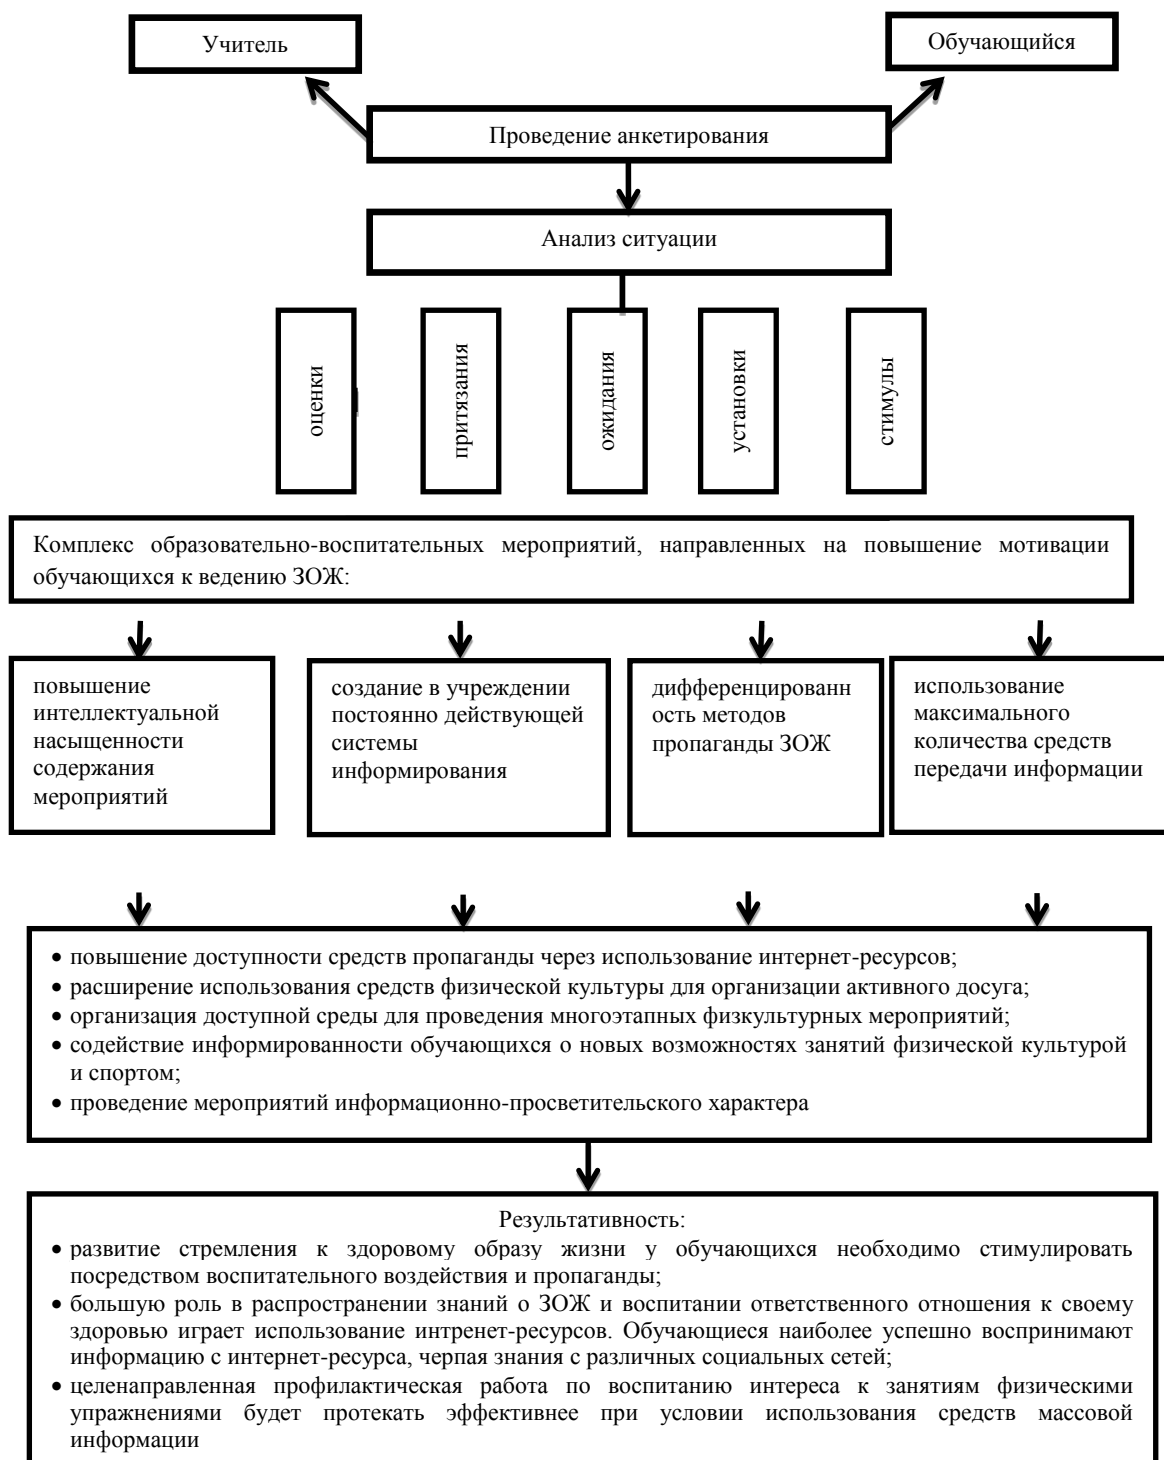 Учитель
Обучающийся
Проведение анкетирования
Анализ ситуации
оценки
притязания
ожидания
установки
стимулы
Комплекс образовательно-воспитательных мероприятий, направленных на повышение мотивации
обучающихся к ведению ЗОЖ:
повышение
интеллектуальной
насыщенности
содержания
мероприятий
создание в учреждении
постоянно действующей
системы
информирования
дифференцированн
ость методов
пропаганды ЗОЖ
использование
максимального
количества средств
передачи информации
• повышение доступности средств пропаганды через использование интернет-ресурсов;
• расширение использования средств физической культуры для организации активного досуга;
• организация доступной среды для проведения многоэтапных физкультурных мероприятий;
• содействие информированности обучающихся о новых возможностях занятий физической культурой
и спортом;
• проведение мероприятий информационно-просветительского характера
Результативность:
• развитие стремления к здоровому образу жизни у обучающихся необходимо стимулировать
посредством воспитательного воздействия и пропаганды;
• большую роль в распространении знаний о ЗОЖ и воспитании ответственного отношения к своему
здоровью играет использование интренет-ресурсов. Обучающиеся наиболее успешно воспринимают
информацию с интернет-ресурса, черпая знания с различных социальных сетей;
• целенаправленная профилактическая работа по воспитанию интереса к занятиям физическими
упражнениями будет протекать эффективнее при условии использования средств массовой
информации